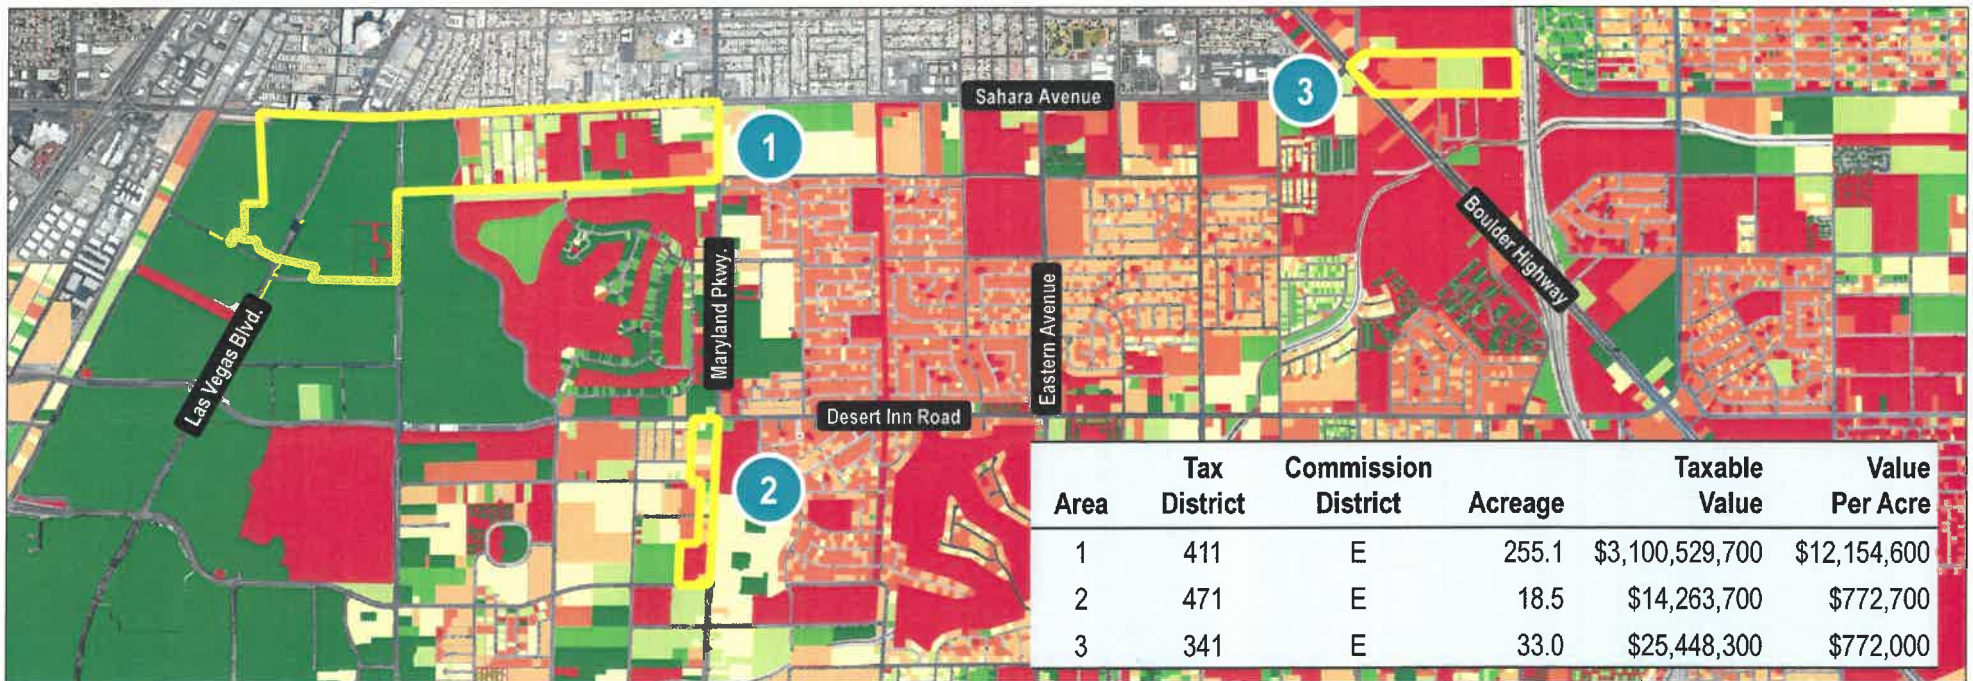 Sahara Avenue
3
1
Boulder Highway
Maryland Pkwy.
Eastern Avenue
Las Vegas Blvd.
Desert Inn Road
2
Area Tax District Commission District Acreage Taxable Value Value Per Acre
1 411 E 255.1 $3,100,529,700 $12,154,600
2 471 E 18.5 $14,263,700 $772,700
3 341 E 33.0 $25,448,300 $772,000